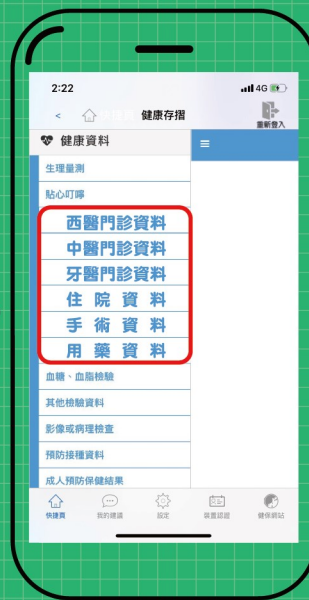 2:22
4G
< 健康存摺
重新登入
健康資料
生理量測
貼心叮嚀
西醫門診資料
中醫門診資料
牙醫門診資料
住院資料
手術資料
用藥資料
血糖、血脂檢驗
其他檢驗資料
影像或病理檢查
預防接種資料
成人預防保健結果
快捷頁
我的建議
設定
裝置認證
健保網站